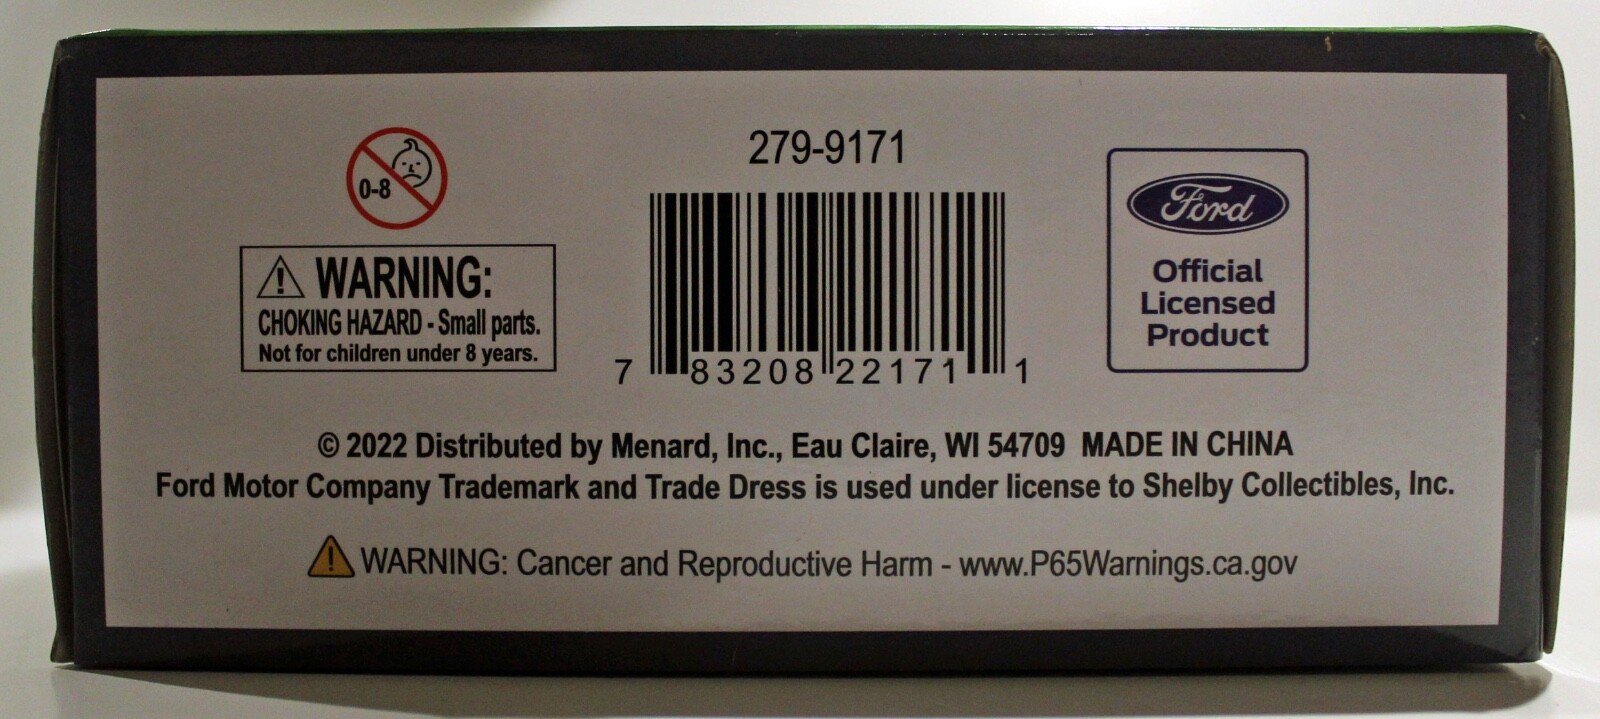 279-9171
0-8
WARNING:
CHOKING HAZARD - Small parts.
Not for children under 8 years.
7 83208 22171 1
Ford
Official
Licensed
Product
© 2022 Distributed by Menard, Inc., Eau Claire, WI 54709 MADE IN CHINA
Ford Motor Company Trademark and Trade Dress is used under license to Shelby Collectibles, Inc.
WARNING: Cancer and Reproductive Harm - www.P65Warnings.ca.gov